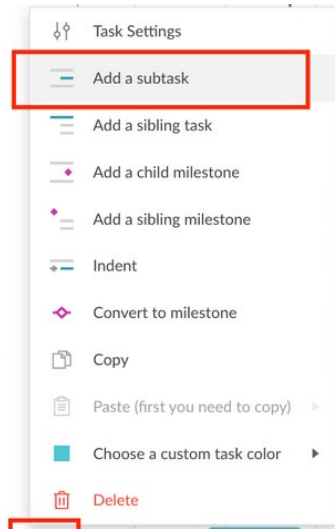 Task Settings
Add a subtask
Add a sibling task
Add a child milestone
Add a sibling milestone
Indent
Convert to milestone
Copy
Paste (first you need to copy)
Choose a custom task color
Delete